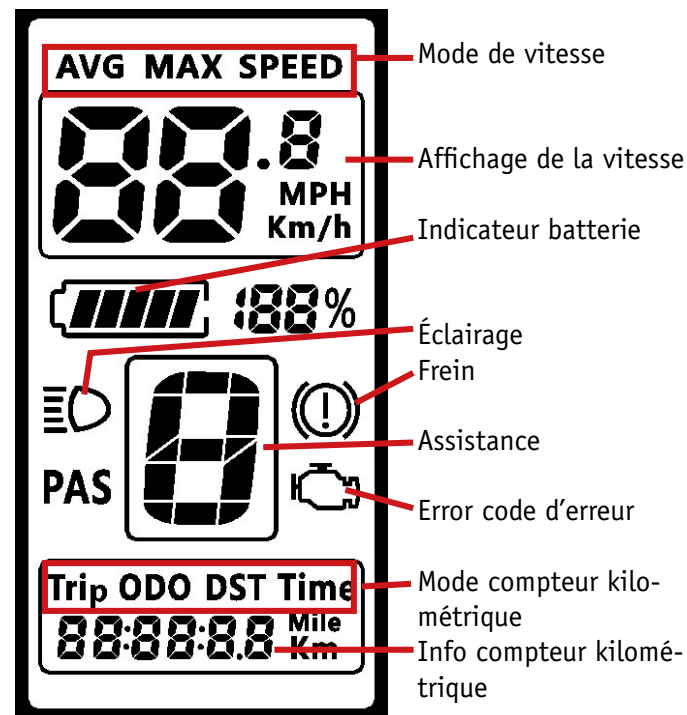 AVG MAX SPEED
Mode de vitesse
88.8
MPH
Km/h
Affichage de la vitesse
Indicateur batterie
188%
Éclairage
Frein
PAS
8
Assistance
Error code d'erreur
Trip ODO DST Time
Mode compteur kilo-
métrique
88:88:8.8
Mile
Km
Info compteur kilomé-
trique